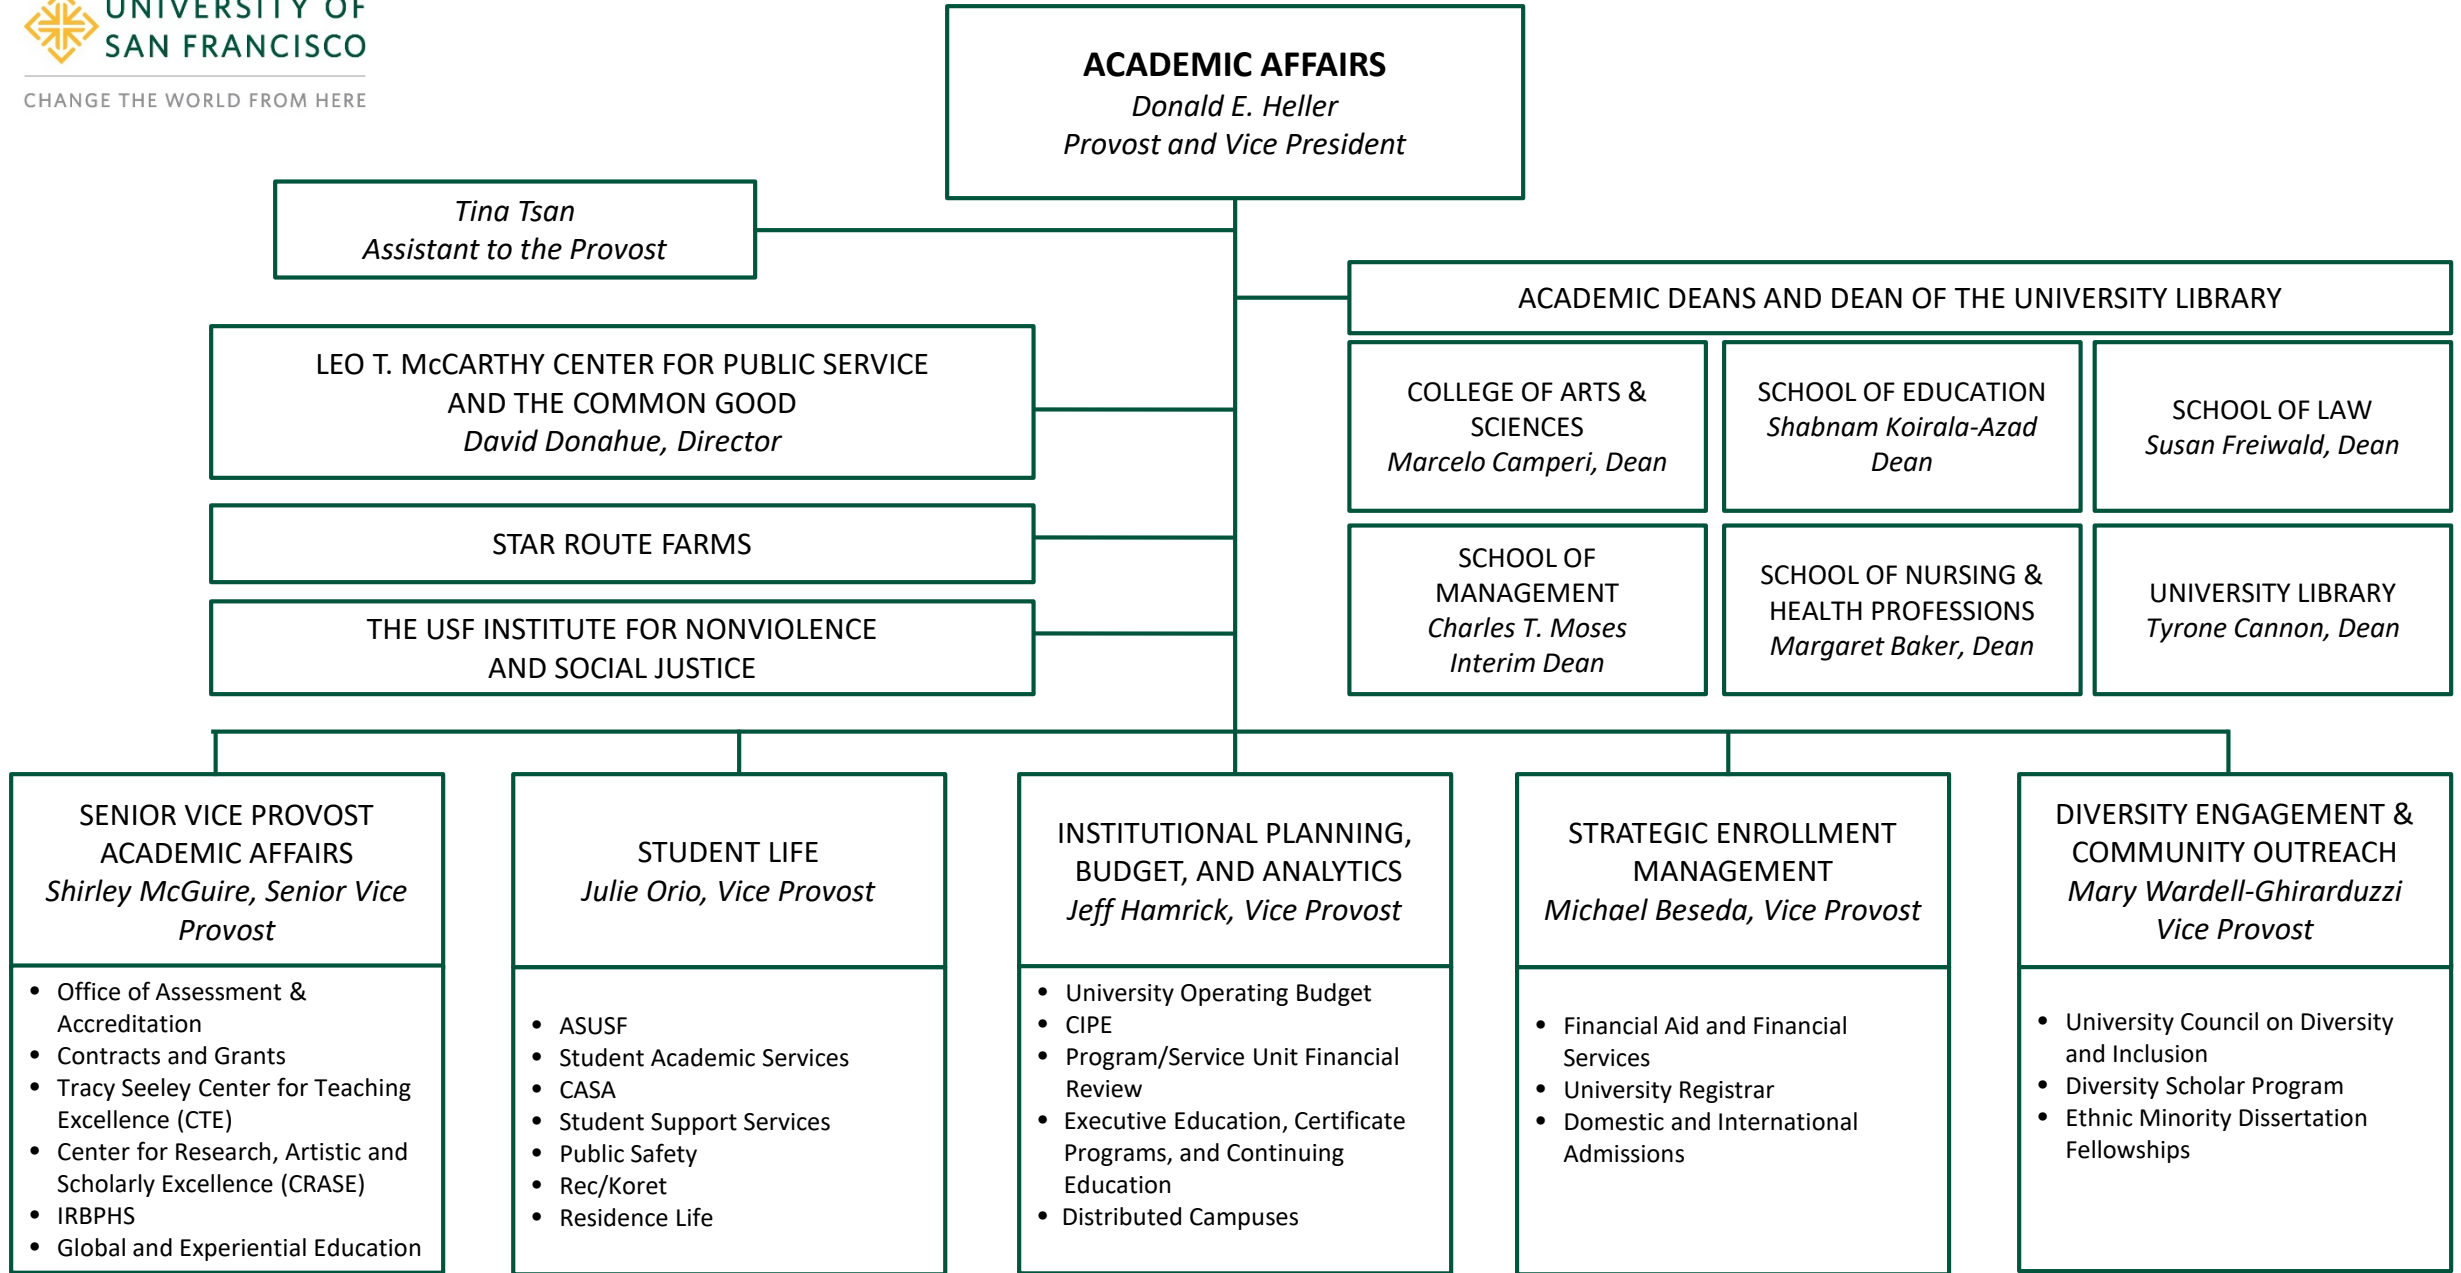 UNIVERSITY OF
SAN FRANCISCO
CHANGE THE WORLD FROM HERE
ACADEMIC AFFAIRS
Donald E. Heller
Provost and Vice President
Tina Tsan
Assistant to the Provost
ACADEMIC DEANS AND DEAN OF THE UNIVERSITY LIBRARY
LEO T. McCARTHY CENTER FOR PUBLIC SERVICE
AND THE COMMON GOOD
David Donahue, Director
STAR ROUTE FARMS
THE USF INSTITUTE FOR NONVIOLENCE
AND SOCIAL JUSTICE
COLLEGE OF ARTS &
SCIENCES
Marcelo Camperi, Dean
SCHOOL OF EDUCATION
Shabnam Koirala-Azad
Dean
SCHOOL OF LAW
Susan Freiwald, Dean
SCHOOL OF
MANAGEMENT
Charles T. Moses
Interim Dean
SCHOOL OF NURSING &
HEALTH PROFESSIONS
Margaret Baker, Dean
UNIVERSITY LIBRARY
Tyrone Cannon, Dean
SENIOR VICE PROVOST
ACADEMIC AFFAIRS
Shirley McGuire, Senior Vice
Provost
• Office of Assessment &
Accreditation
• Contracts and Grants
• Tracy Seeley Center for Teaching
Excellence (CTE)
• Center for Research, Artistic and
Scholarly Excellence (CRASE)
• IRBPHS
• Global and Experiential Education
STUDENT LIFE
Julie Orio, Vice Provost
• ASUSF
• Student Academic Services
• CASA
• Student Support Services
• Public Safety
• Rec/Koret
• Residence Life
INSTITUTIONAL PLANNING,
BUDGET, AND ANALYTICS
Jeff Hamrick, Vice Provost
• University Operating Budget
• CIPE
• Program/Service Unit Financial
Review
• Executive Education, Certificate
Programs, and Continuing
Education
• Distributed Campuses
STRATEGIC ENROLLMENT
MANAGEMENT
Michael Beseda, Vice Provost
• Financial Aid and Financial
Services
• University Registrar
• Domestic and International
Admissions
DIVERSITY ENGAGEMENT &
COMMUNITY OUTREACH
Mary Wardell-Ghirarduzzi
Vice Provost
• University Council on Diversity
and Inclusion
• Diversity Scholar Program
• Ethnic Minority Dissertation
Fellowships